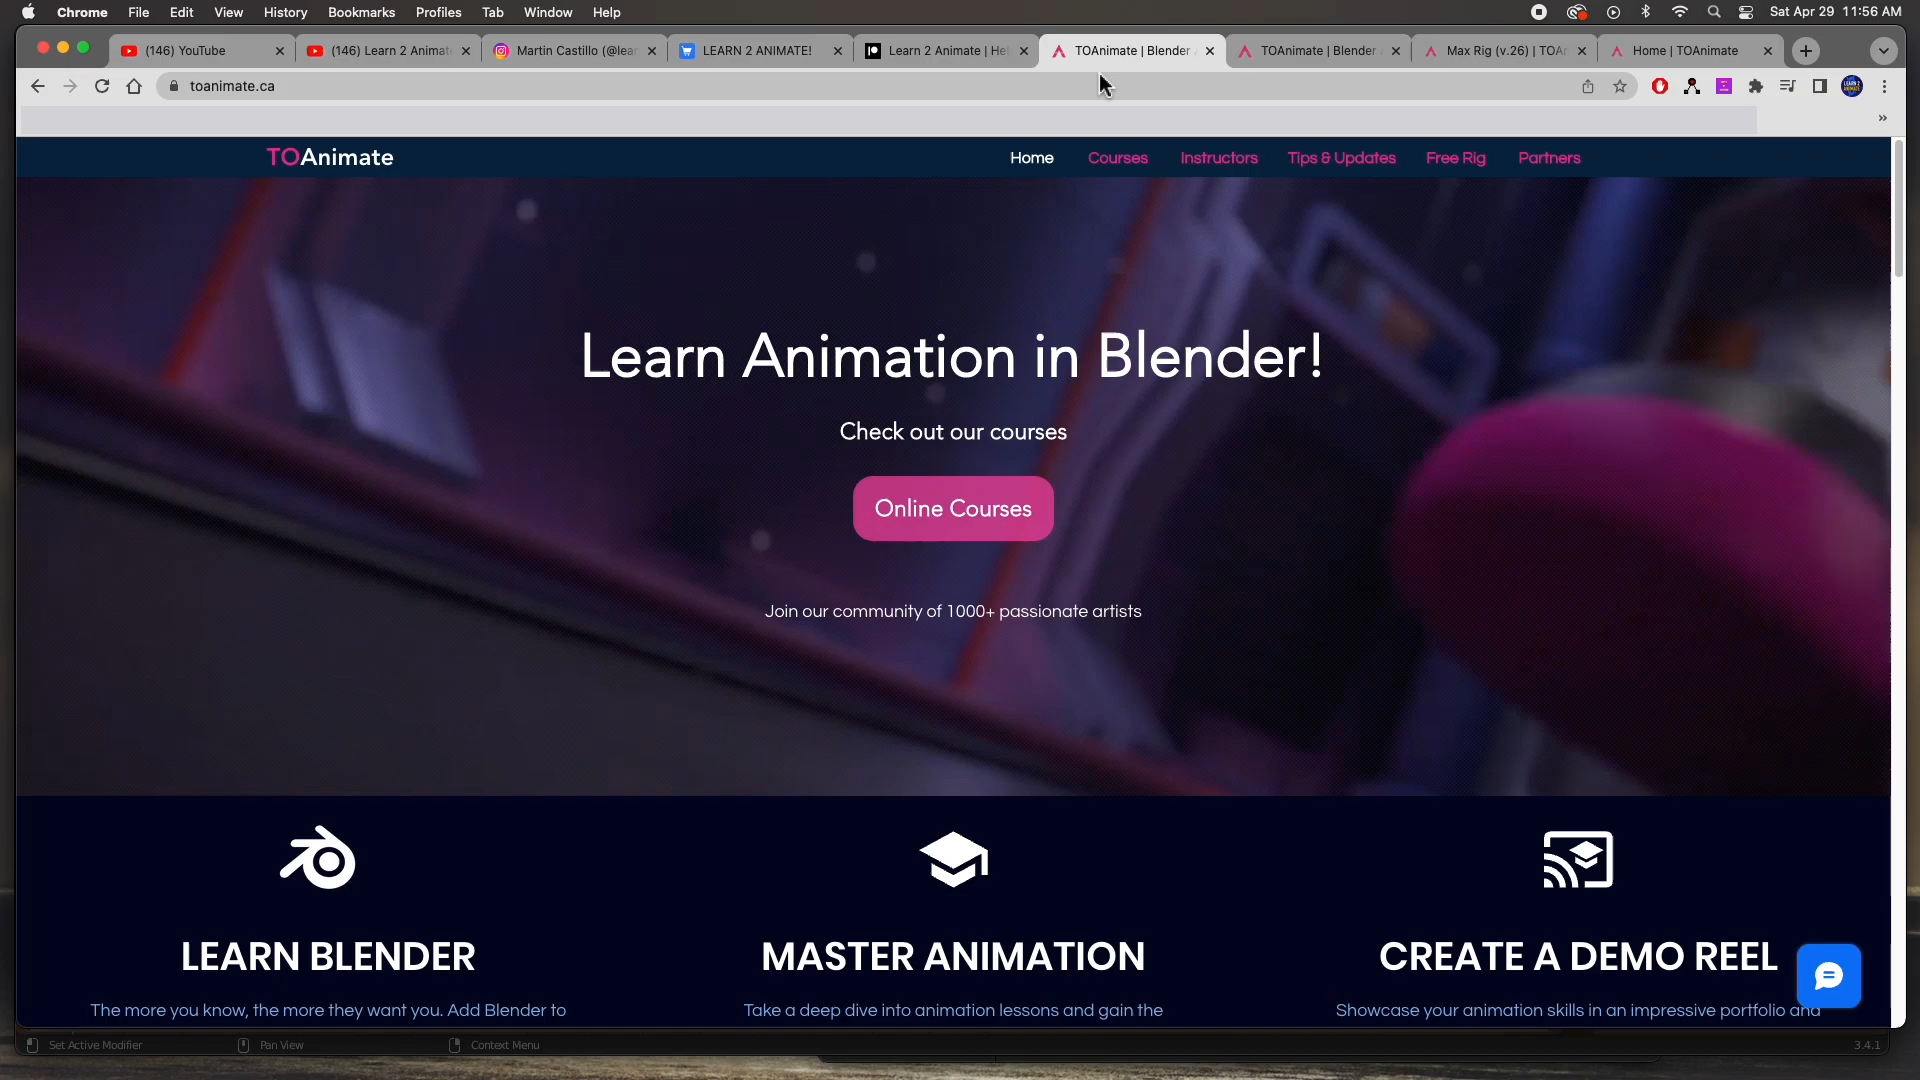 Chrome File Edit View History Bookmarks Profiles Tab Window Help Sat Apr 29 11:56 AM
(146) YouTube (146) Learn 2 Animate Martin Castillo (@lear LEARN 2 ANIMATE! Learn 2 Animate | He TOAnimate | Blender TOAnimate | Blender Max Rig (v.26) | TOAn Home | TOAnimate
toanimate.ca
TOAnimate Home Courses Instructors Tips & Updates Free Rig Partners
Learn Animation in Blender!
Check out our courses
Online Courses
Join our community of 1000+ passionate artists
LEARN BLENDER MASTER ANIMATION CREATE A DEMO REEL
The more you know, the more they want you. Add Blender to Take a deep dive into animation lessons and gain the Showcase your animation skills in an impressive portfolio and
Set Active Modifier Pan View Context Menu 3.4.1